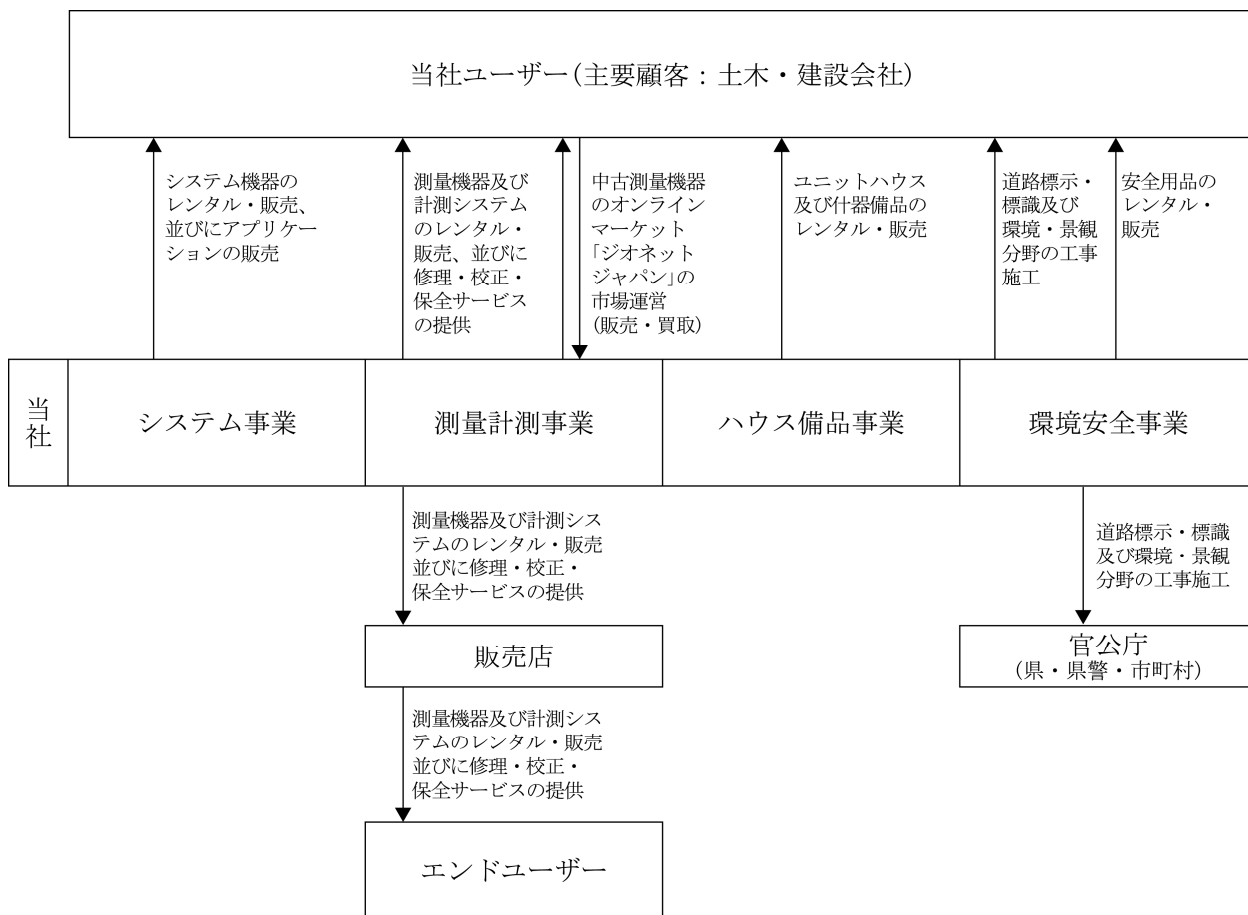 当社ユーザー(主要顧客:土木・建設会社)
システム機器の
レンタル・販売、
並びにアプリケー
ションの販売
測量機器及び
計測システム
のレンタル・
販売、並びに
修理・校正・
保全サービス
の提供
中古測量機器
のオンライン
マーケット
「ジオネット
ジャパン」の
市場運営
(販売・買取)
ユニットハウス
及び什器備品の
レンタル・販売
道路標示・
標識及び
環境・景観
分野の工事
施工
安全用品の
レンタル・
販売
当社
システム事業
測量計測事業
ハウス備品事業
環境安全事業
測量機器及び計測シス
テムのレンタル・販売
並びに修理・校正・
保全サービスの提供
道路標示・標識
及び環境・景観
分野の工事施工
販売店
官公庁
(県・県警・市町村)
測量機器及び計測シス
テムのレンタル・販売
並びに修理・校正・
保全サービスの提供
エンドユーザー